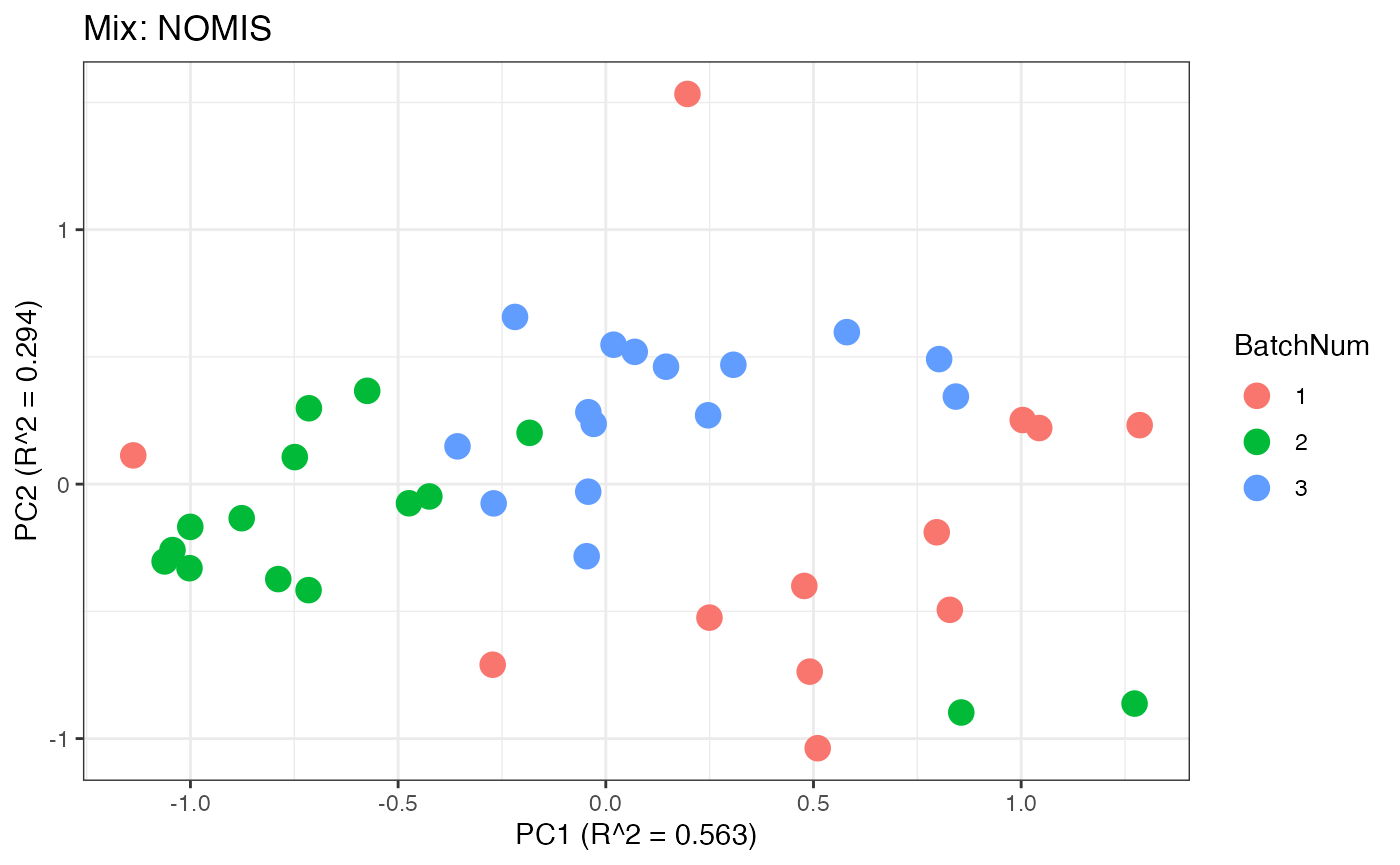 Mix: NOMIS
PC2 (R^2 = 0.294)
1
0
-1
-1.0
-0.5
0.0
0.5
1.0
PC1 (R^2 = 0.563)
BatchNum
1
2
3